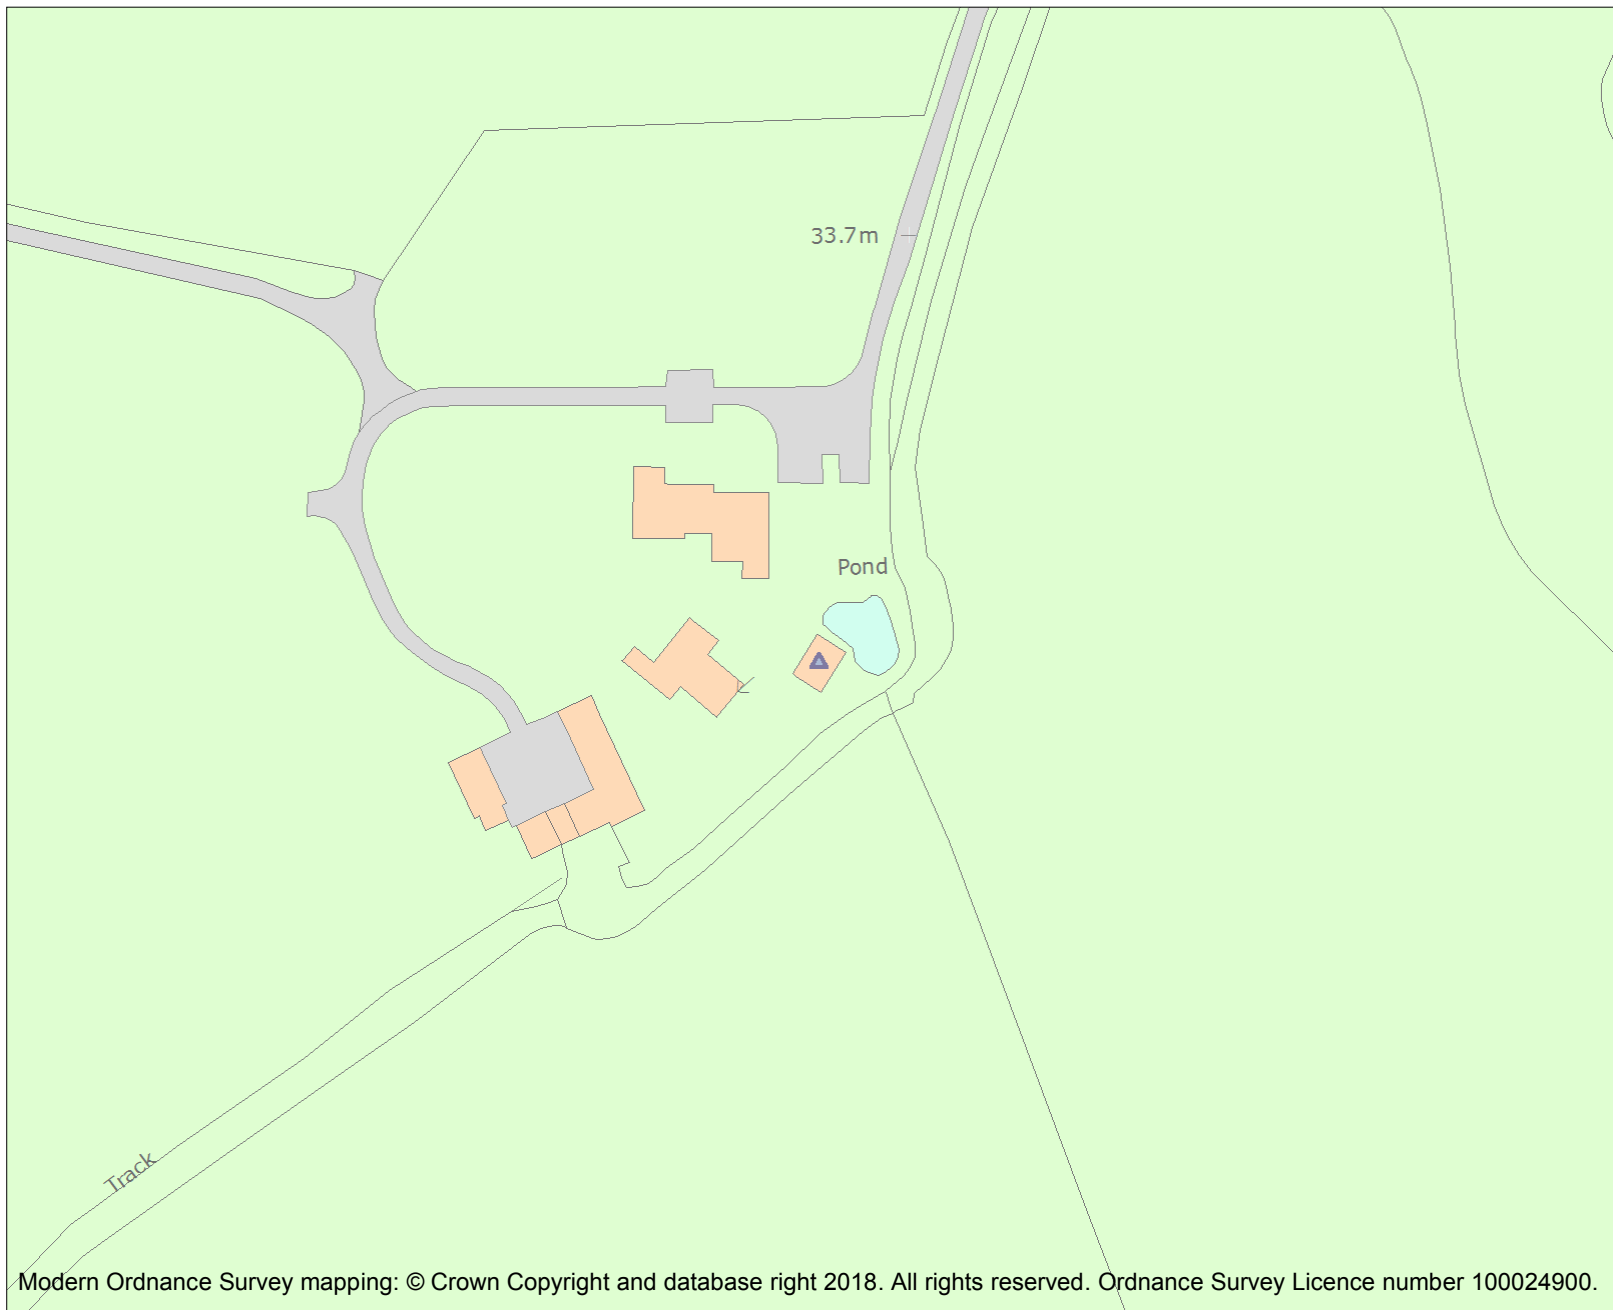 33.7m
Pond
Track
Modern Ordnance Survey mapping: © Crown Copyright and database right 2018. All rights reserved. Ordnance Survey Licence number 100024900.